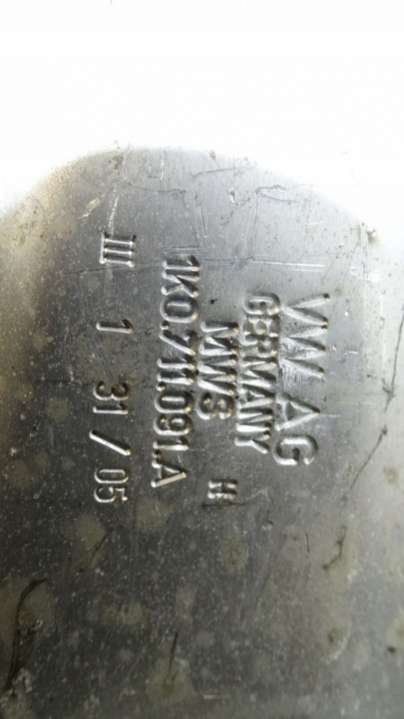 VW AG
GERMANY
MWS H
1K0.711.091.A
III 1 31/05